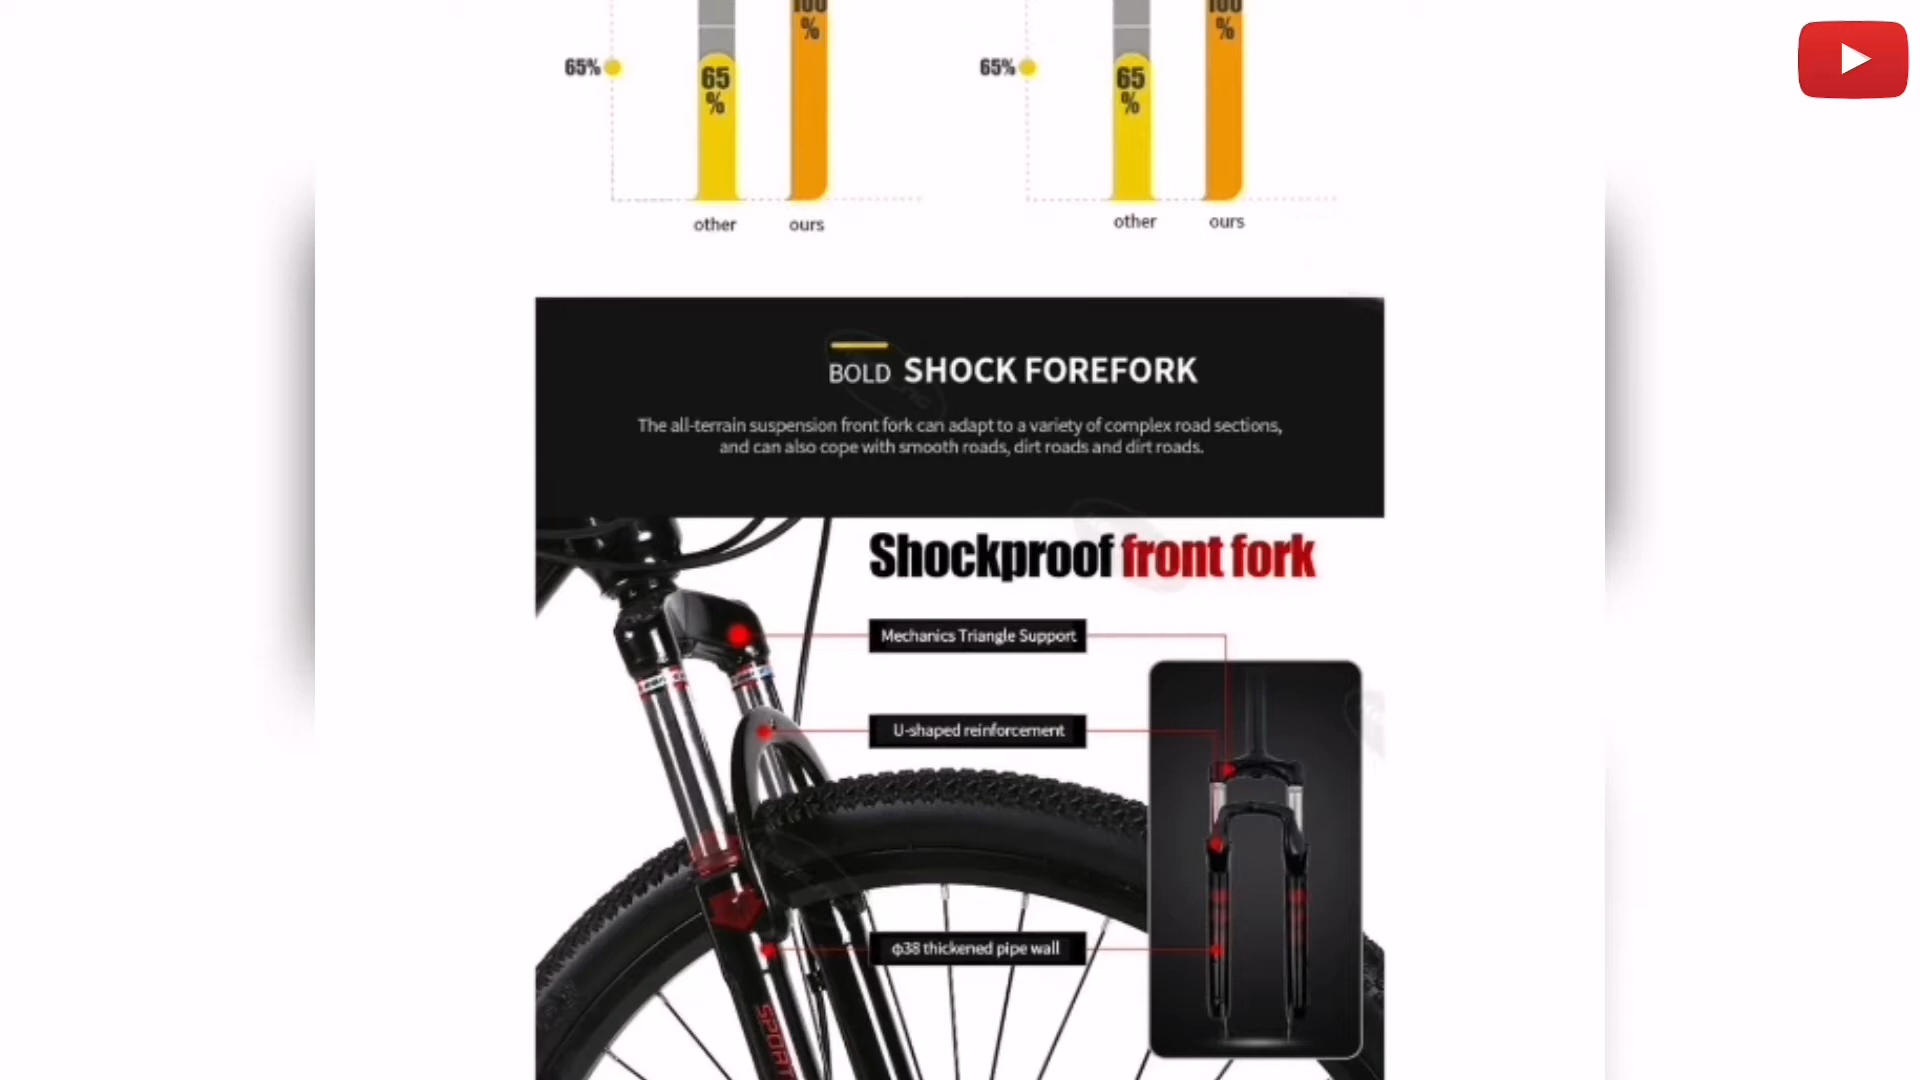 100
%
100
%
65%
65
%
65%
65
%
other
ours
other
ours
BOLD SHOCK FOREFORK
The all-terrain suspension front fork can adapt to a variety of complex road sections,
and can also cope with smooth roads, dirt roads and dirt roads.
Shockproof front fork
Mechanics Triangle Support
U-shaped reinforcement
φ38 thickened pipe wall
SPORT